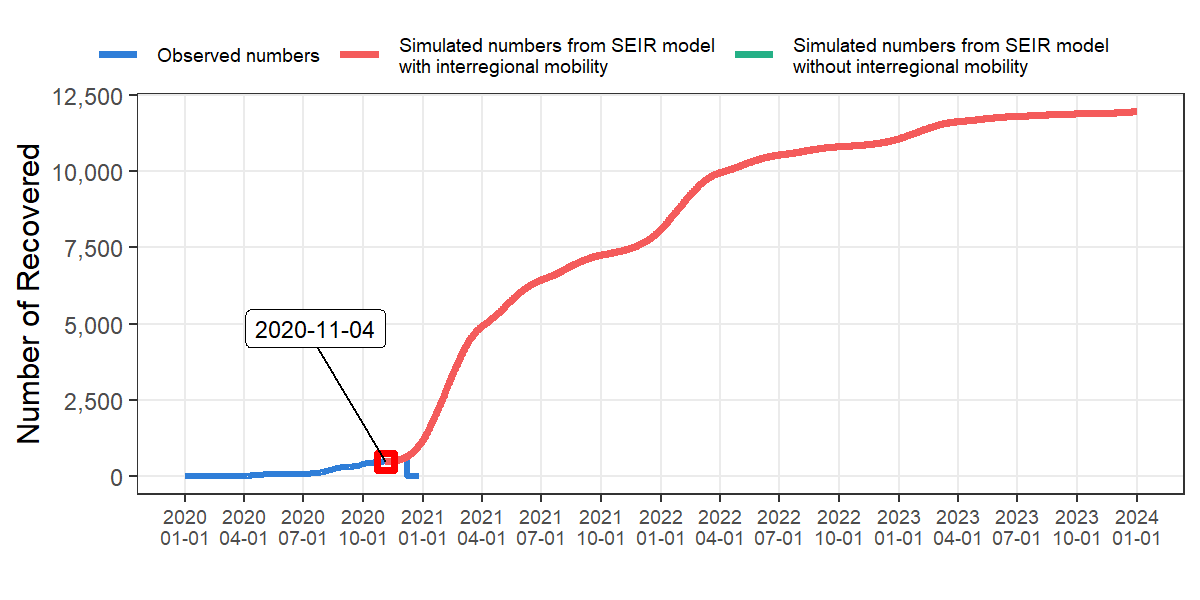 Observed numbers
Simulated numbers from SEIR model
with interregional mobility
Simulated numbers from SEIR model
without interregional mobility
Number of Recovered
12,500
10,000
7,500
5,000
2,500
0
2020-11-04
2020 2020 2020 2020 2021 2021 2021 2021 2022 2022 2022 2022 2023 2023 2023 2023 2024
01-01 04-01 07-01 10-01 01-01 04-01 07-01 10-01 01-01 04-01 07-01 10-01 01-01 04-01 07-01 10-01 01-01